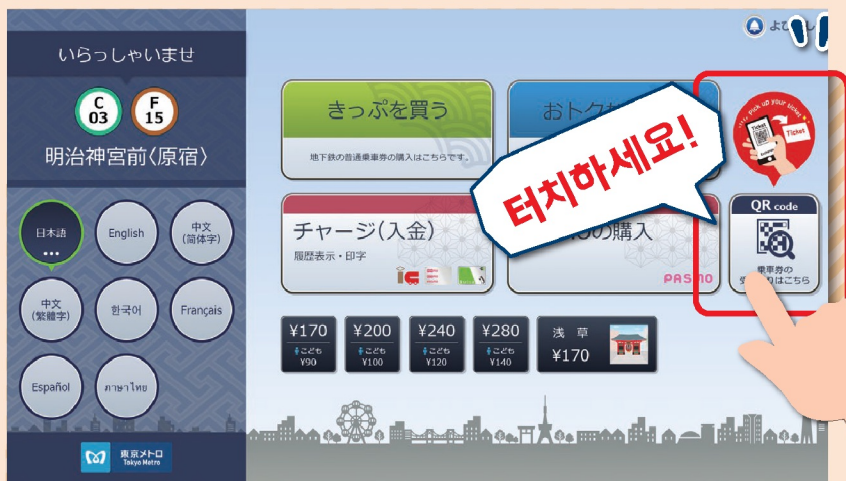 いらっしゃいませ
C
03
F
15
明治神宮前〈原宿〉
日本語
English
中文
(简体字)
中文
(繁體字)
한국어
Français
Español
ภาษาไทย
東京メトロ
Tokyo Metro
きっぷを買う
地下鉄の普通乗車券の購入はこちらです。
おトク
터치하세요!
チャージ(入金)
履歴表示・印字
の購入
PASMO
pick up your ticket
Ticket
Ticket
QR code
乗車券の
はこちら
¥170
こども
¥90
¥200
こども
¥100
¥240
こども
¥120
¥280
こども
¥140
浅草
¥170